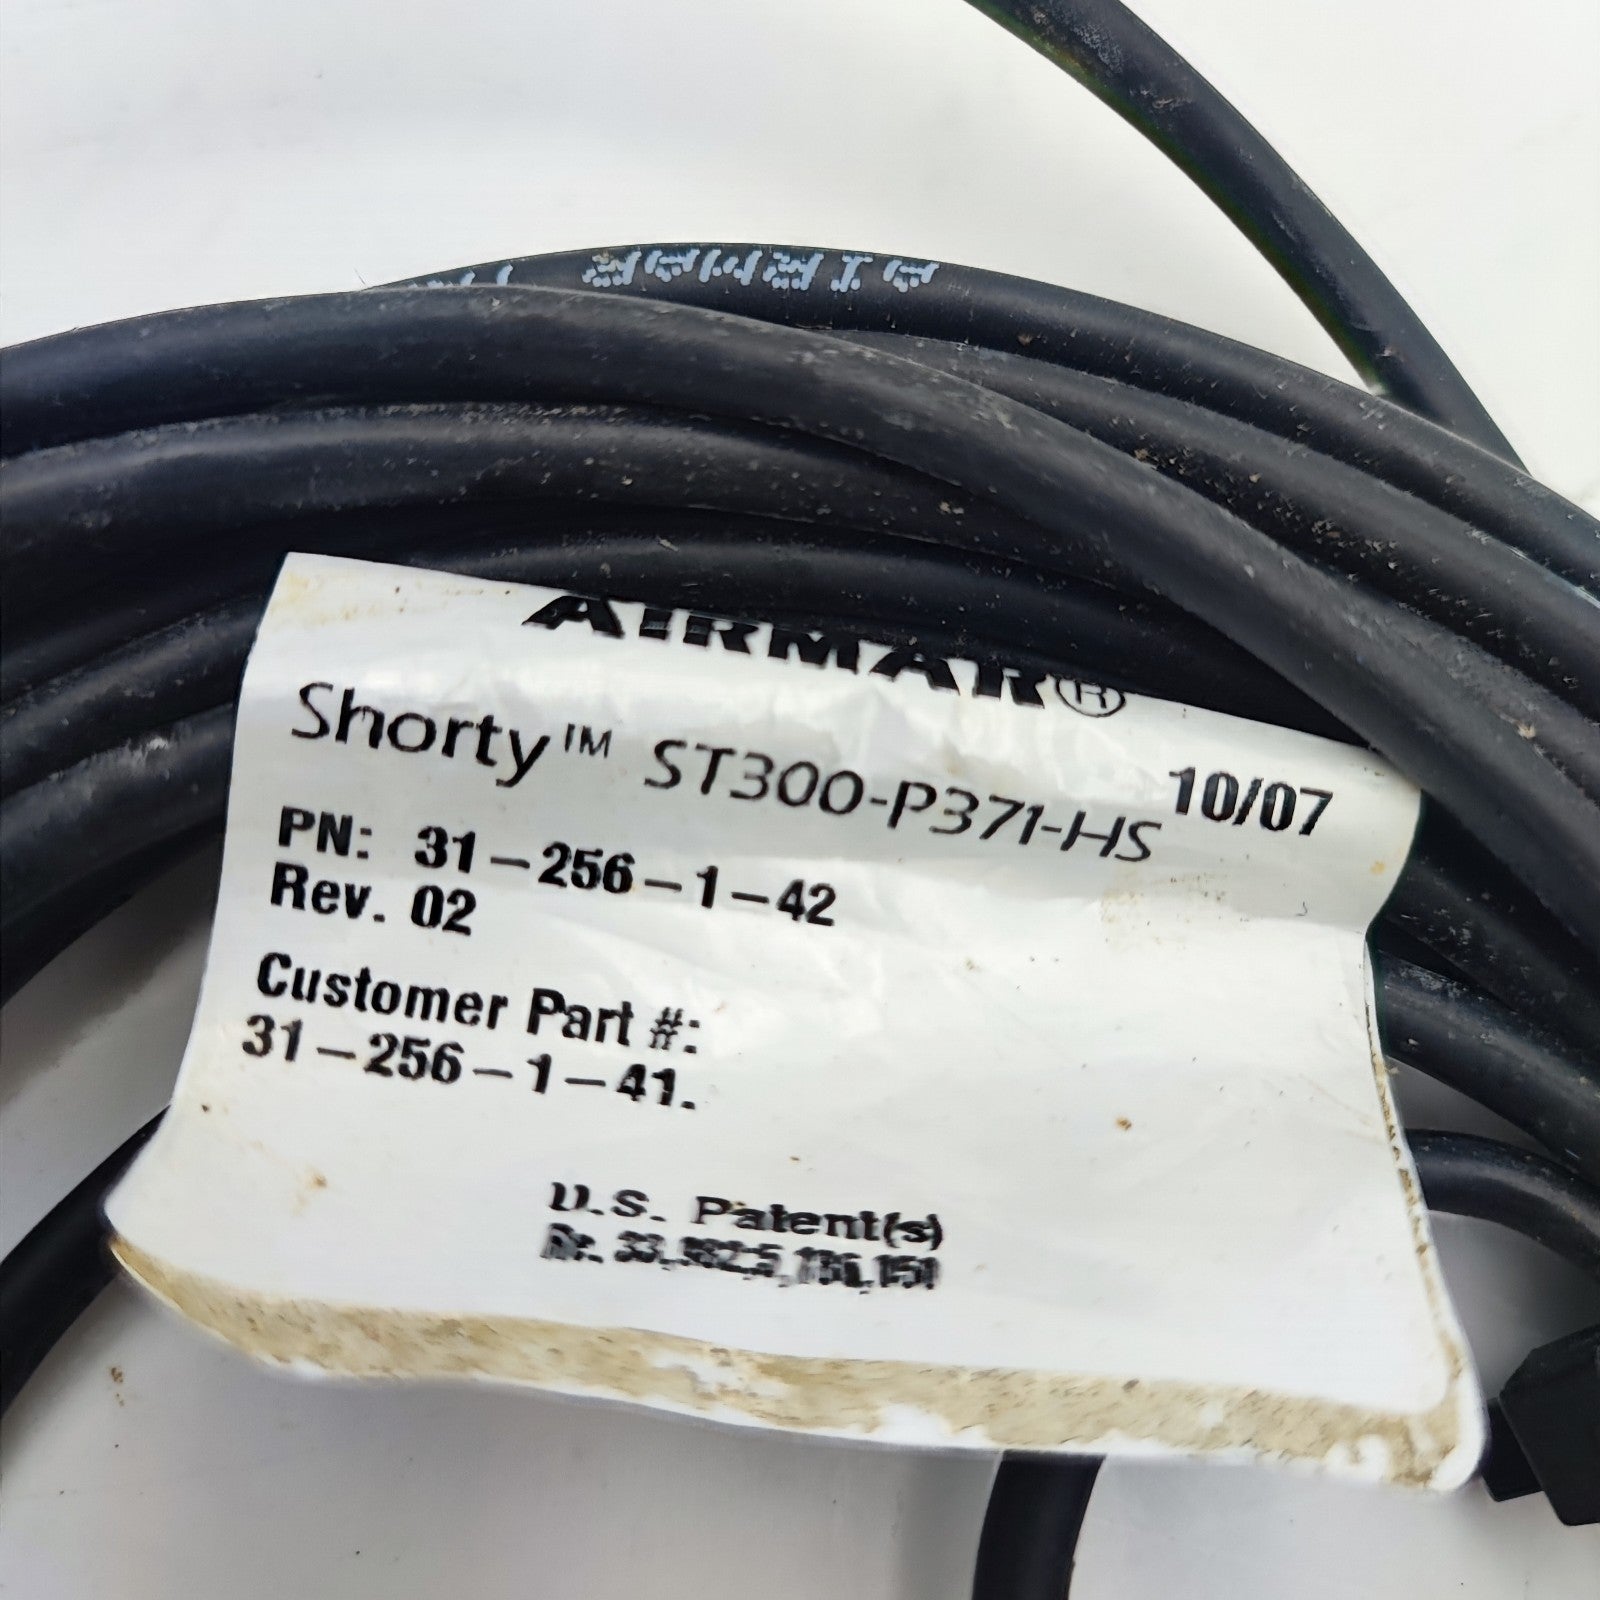 AIRMAR
AIRMAR®
Shorty™ ST300-P371-HS 10/07
PN: 31-256-1-42
Rev. 02
Customer Part #:
31-256-1-41.
U.S. Patent(s)